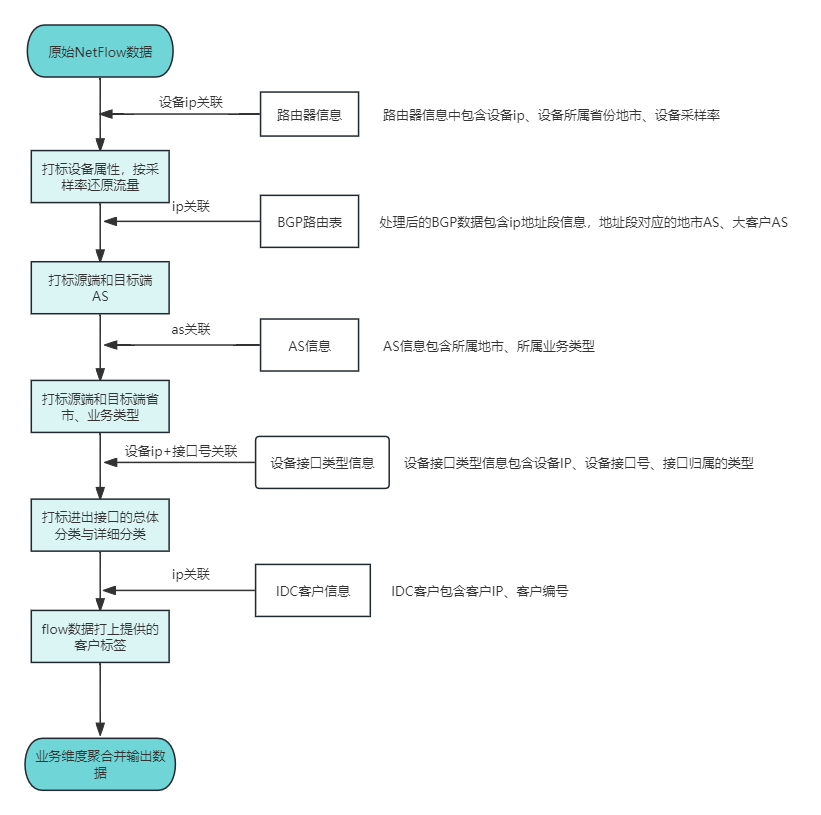 原始NetFlow数据
设备ip关联
路由器信息
路由器信息中包含设备ip、设备所属省份地市、设备采样率
打标设备属性，按采
样率还原流量
ip关联
BGP路由表
处理后的BGP数据包含ip地址段信息，地址段对应的地市AS、大客户AS
打标源端和目标端
AS
as关联
AS信息
AS信息包含所属地市、所属业务类型
打标源端和目标端省
市、业务类型
设备ip+接口号关联
设备接口类型信息
设备接口类型信息包含设备IP、设备接口号、接口归属的类型
打标进出接口的总体
分类与详细分类
ip关联
IDC客户信息
IDC客户包含客户IP、客户编号
flow数据打上提供的
客户标签
业务维度聚合并输出数
据